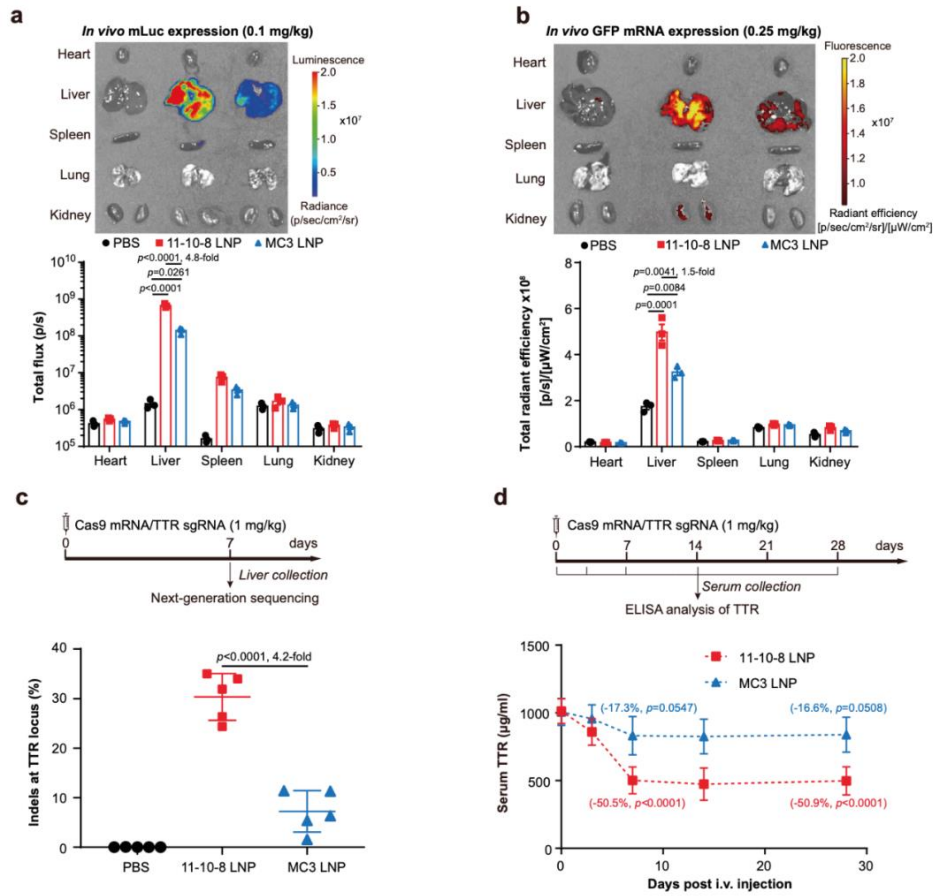 a
In vivo mLuc expression (0.1 mg/kg)
Heart
Liver
Spleen
Lung
Kidney
Luminescence
2.0
1.5
x10⁷
1.0
0.5
Radiance
(p/sec/cm²/sr)
PBS 11-10-8 LNP MC3 LNP
p<0.0001, 4.8-fold
p=0.0261
p<0.0001
Total flux (p/s)
10¹⁰
10⁹
10⁸
10⁷
10⁶
10⁵
Heart Liver Spleen Lung Kidney
b
In vivo GFP mRNA expression (0.25 mg/kg)
Heart
Liver
Spleen
Lung
Kidney
Fluorescence
2.0
1.8
1.6
x10⁷
1.4
1.2
1.0
Radiant efficiency
[p/sec/cm²/sr]/[µW/cm²]
PBS 11-10-8 LNP MC3 LNP
p=0.0041, 1.5-fold
p=0.0084
p=0.0001
Total radiant efficiency x10⁸
[p/s]/[µW/cm²]
8
6
4
2
0
Heart Liver Spleen Lung Kidney
c
Cas9 mRNA/TTR sgRNA (1 mg/kg)
0 7 days
Liver collection
Next-generation sequencing
p<0.0001, 4.2-fold
Indels at TTR locus (%)
40
30
20
10
0
PBS 11-10-8 LNP MC3 LNP
d
Cas9 mRNA/TTR sgRNA (1 mg/kg)
0 7 14 21 28 days
Serum collection
ELISA analysis of TTR
11-10-8 LNP
MC3 LNP
(-17.3%, p=0.0547) (-16.6%, p=0.0508)
(-50.5%, p<0.0001) (-50.9%, p<0.0001)
Serum TTR (µg/ml)
1500
1000
500
0
0 10 20 30
Days post i.v. injection